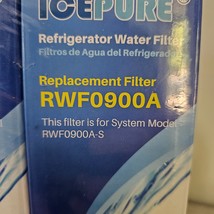 ICEPURE
Refrigerator Water Filter
Filtros de Agua del Refrigerador
Replacement Filter
RWF0900A
This filter is for System Model:
RWF0900A-S